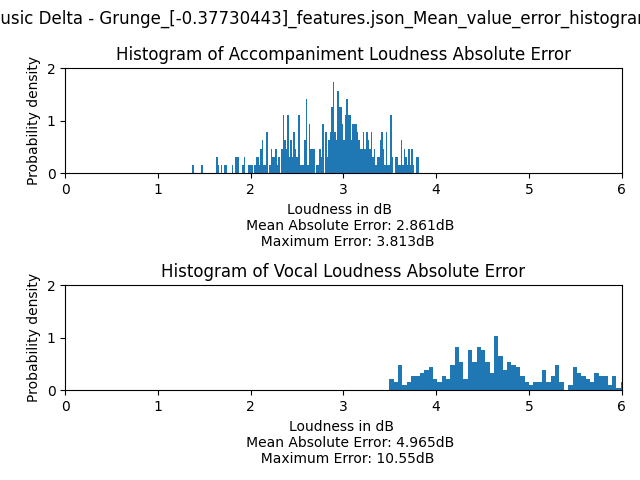 usic Delta - Grunge_[-0.37730443]_features.json_Mean_value_error_histogram
Histogram of Accompaniment Loudness Absolute Error
Probability density
2
1
0
0 1 2 3 4 5 6
Loudness in dB
Mean Absolute Error: 2.861dB
Maximum Error: 3.813dB
Histogram of Vocal Loudness Absolute Error
Probability density
2
1
0
0 1 2 3 4 5 6
Loudness in dB
Mean Absolute Error: 4.965dB
Maximum Error: 10.55dB